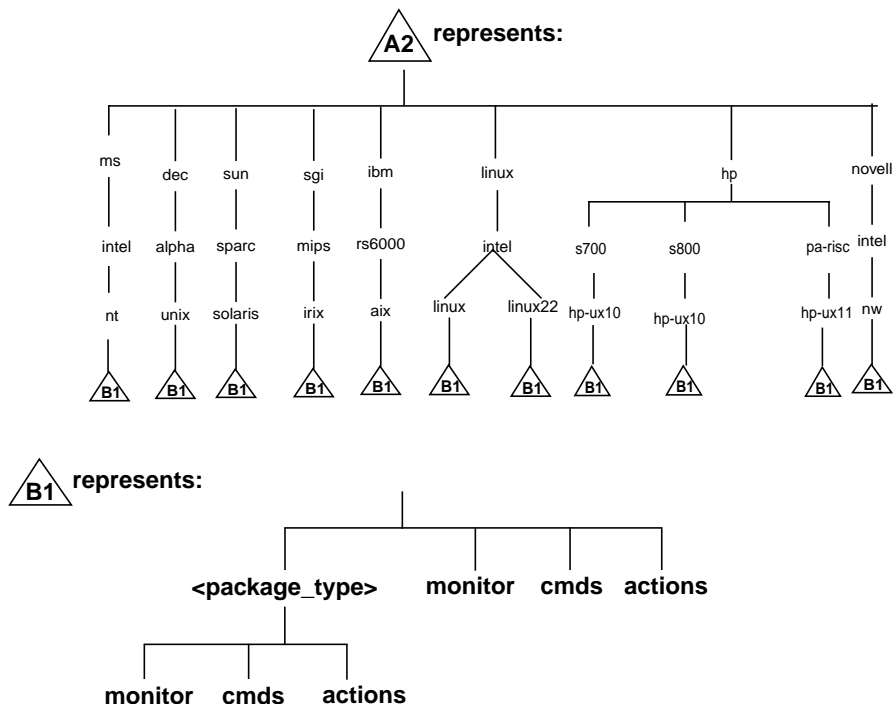 A2 represents:
ms dec sun sgi ibm linux hp novell
intel alpha sparc mips rs6000 intel s700 s800 pa-risc intel
nt unix solaris irix aix linux linux22 hp-ux10 hp-ux10 hp-ux11 nw
B1 B1 B1 B1 B1 B1 B1 B1 B1 B1 B1
B1 represents:
<package_type> monitor cmds actions
monitor cmds actions